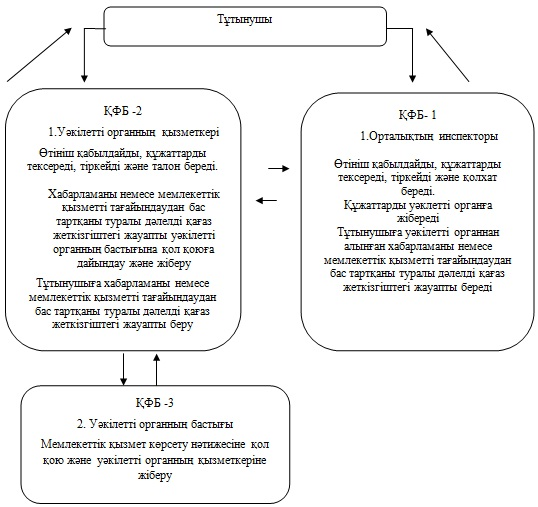 Тұтынушы
ҚФБ -2
1.Уәкілетті органның қызметкері
Өтініш қабылдайды, құжаттарды
тексереді, тіркейді және талон береді.
Хабарламаны немесе мемлекеттік
қызметті тағайындаудан бас
тартқаны туралы дәлелді қағаз
жеткізгіштегі жауапты уәкілетті
органның бастығына қол қоюға
дайындау және жіберу
Тұтынушыға хабарламаны немесе
мемлекеттік қызметті тағайындаудан
бас тартқаны туралы дәлелді қағаз
жеткізгіштегі жауапты беру
ҚФБ- 1
1.Орталықтың инспекторы
Өтініш қабылдайды, құжаттарды
тексереді, тіркейді және қолхат
береді.
Құжаттарды уәклетті органға
жібереді
Тұтынушыға уәкілетті органнан
алынған хабарламаны немесе
мемлекеттік қызметті тағайындаудан
бас тартқаны туралы дәлелді қағаз
жеткізгіштегі жауапты береді
ҚФБ -3
2. Уәкілетті органның бастығы
Мемлекеттік қызмет көрсету нәтижесіне қол
қою және уәкілетті органның қызметкеріне
жіберу